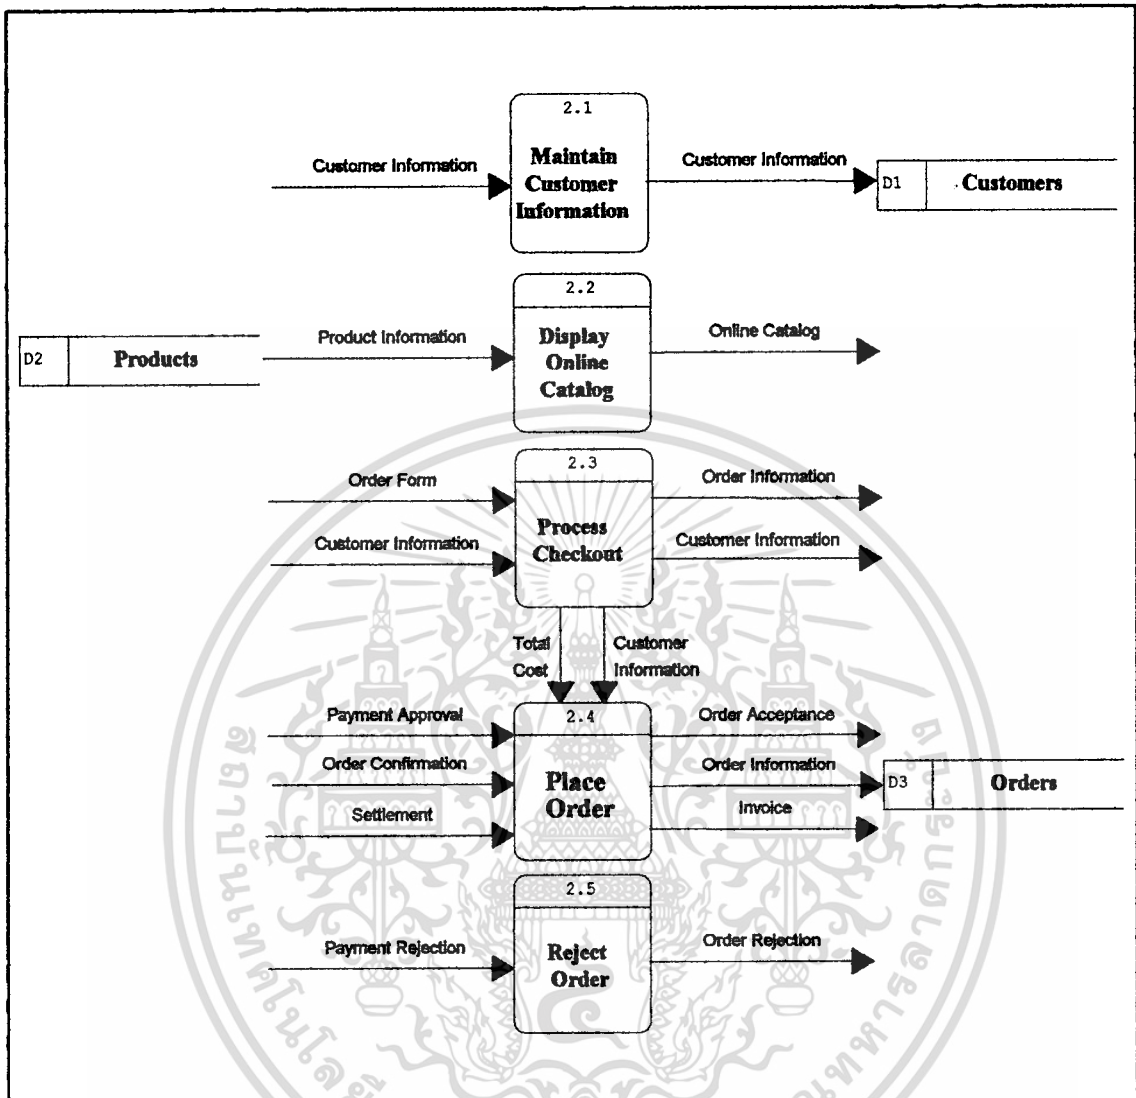 2.1
Maintain
Customer
Information
Customer Information
Customer Information
D1
Customers
2.2
Display
Online
Catalog
D2
Products
Product Information
Online Catalog
2.3
Process
Checkout
Order Form
Customer Information
Order Information
Customer Information
Total
Cost
Customer
Information
2.4
Place
Order
Payment Approval
Order Confirmation
Settlement
Order Acceptance
Order Information
Invoice
D3
Orders
2.5
Reject
Order
Payment Rejection
Order Rejection